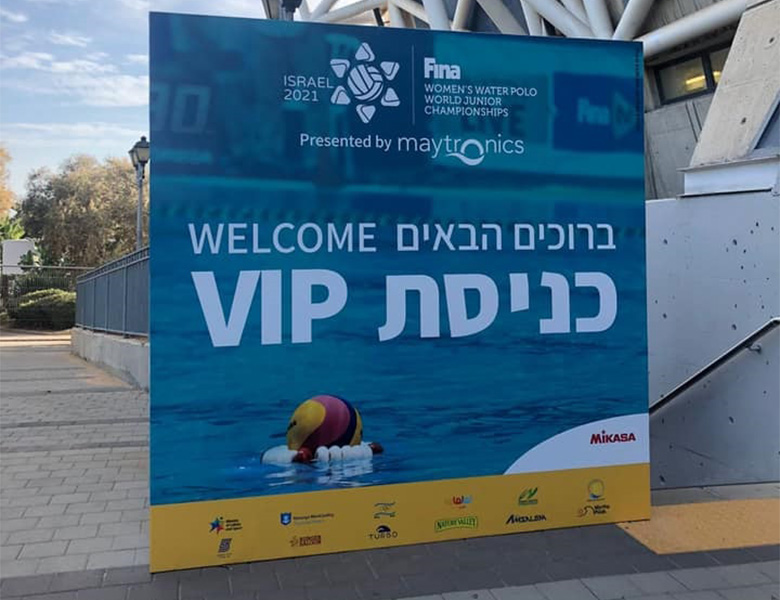 ISRAEL
2021
Fina
WOMEN'S WATER POLO
WORLD JUNIOR
CHAMPIONSHIPS
Presented by maytronics
WELCOME ברוכים הבאים
VIP כניסת
MIKASA
TURBO
NATURE VALLEY
AMSALEM